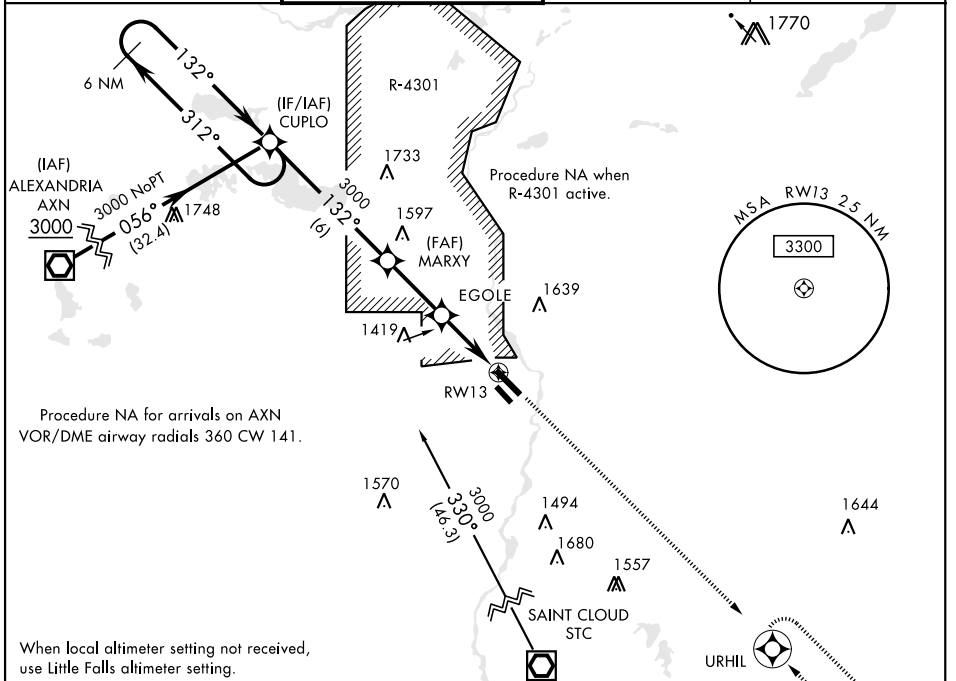 1770
132°
6 NM
R-4301
(IF/IAF)
CUPLO
312°
1733
Procedure NA when
R-4301 active.
(IAF)
ALEXANDRIA
AXN
3000
3000 NoPT
056°
(32.4)
1748
3000
132°
(6)
1597
(FAF)
MARXY
MSA RW13 25 NM
3300
EGOLE
1639
1419
RW13
Procedure NA for arrivals on AXN
VOR/DME airway radials 360 CW 141.
1570
3000
330°
(46.3)
1494
1644
1680
1557
SAINT CLOUD
STC
When local altimeter setting not received,
use Little Falls altimeter setting.
URHIL